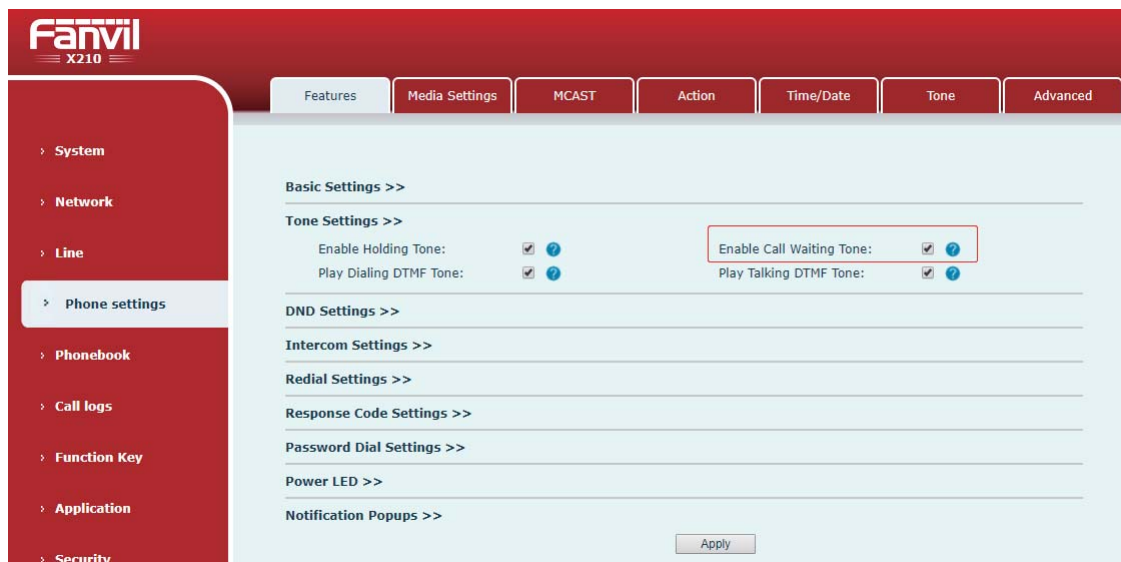 Fanvil
X210
Features Media Settings MCAST Action Time/Date Tone Advanced
› System
› Network
› Line
› Phone settings
› Phonebook
› Call logs
› Function Key
› Application
› Security
Basic Settings >>
Tone Settings >>
Enable Holding Tone: ? Enable Call Waiting Tone: ?
Play Dialing DTMF Tone: ? Play Talking DTMF Tone: ?
DND Settings >>
Intercom Settings >>
Redial Settings >>
Response Code Settings >>
Password Dial Settings >>
Power LED >>
Notification Popups >>
Apply